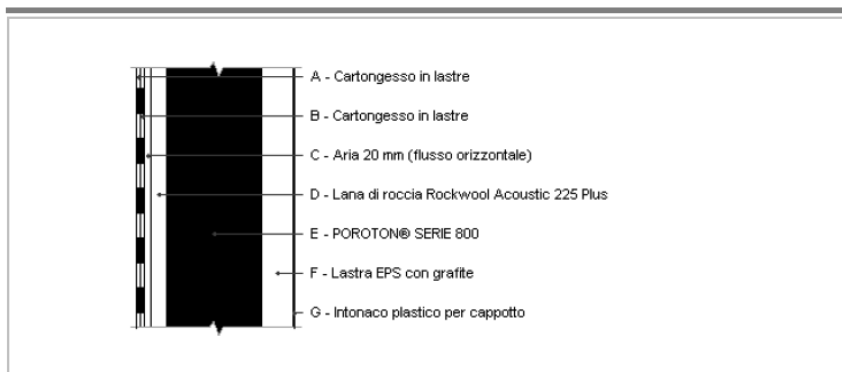 A - Cartongesso in lastre
B - Cartongesso in lastre
C - Aria 20 mm (flusso orizzontale)
D - Lana di roccia Rockwool Acoustic 225 Plus
E - POROTON® SERIE 800
F - Lastra EPS con grafite
G - Intonaco plastico per cappotto